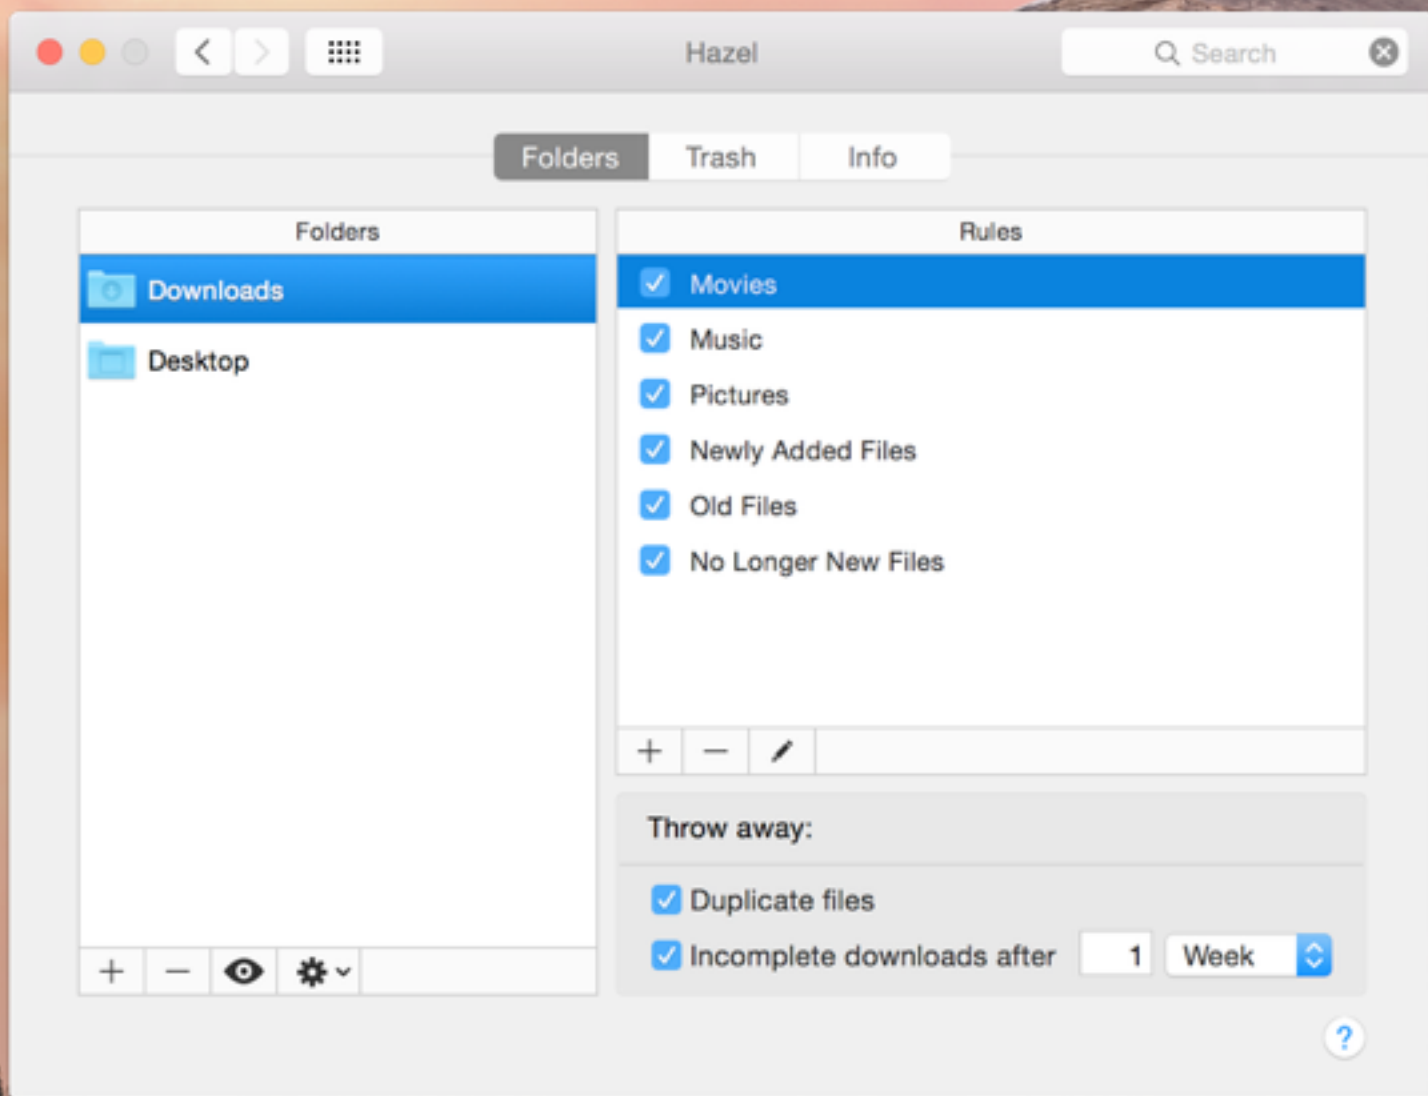 Hazel
Search
Folders
Trash
Info
Folders
Downloads
Desktop
Rules
Movies
Music
Pictures
Newly Added Files
Old Files
No Longer New Files
Throw away:
Duplicate files
Incomplete downloads after 1 Week
?